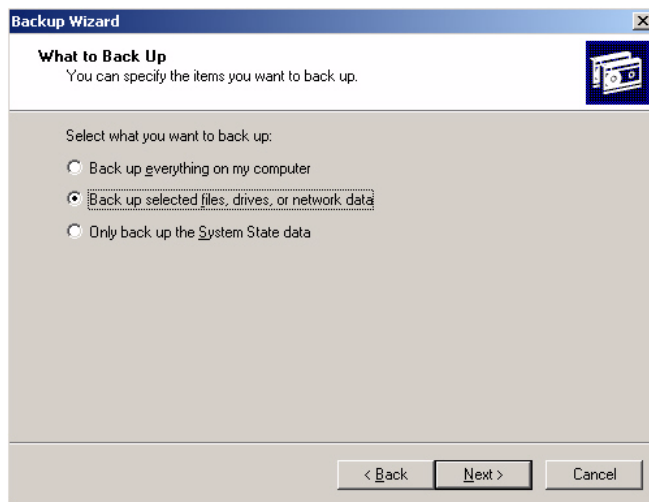 Backup Wizard
What to Back Up
You can specify the items you want to back up.
Select what you want to back up:
Back up everything on my computer
Back up selected files, drives, or network data
Only back up the System State data
< Back
Next >
Cancel